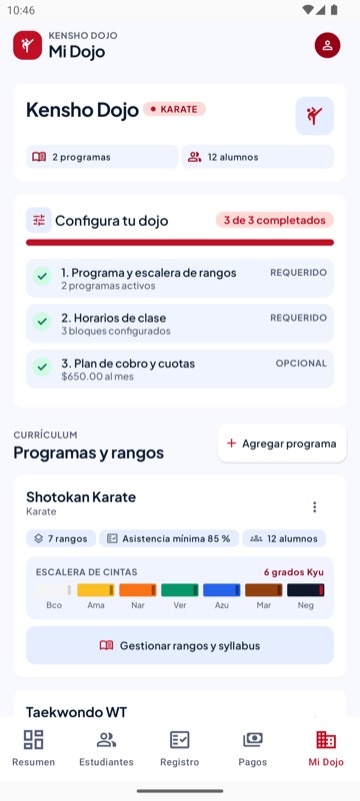 10:46
KENSHO DOJO
Mi Dojo
Kensho Dojo
KARATE
2 programas
12 alumnos
Configura tu dojo
3 de 3 completados
1. Programa y escalera de rangos
REQUERIDO
2 programas activos
2. Horarios de clase
REQUERIDO
3 bloques configurados
3. Plan de cobro y cuotas
OPCIONAL
$650.00 al mes
CURRÍCULUM
Programas y rangos
+ Agregar programa
Shotokan Karate
Karate
7 rangos
Asistencia mínima 85 %
12 alumnos
ESCALERA DE CINTAS
6 grados Kyu
Bco Ama Nar Ver Azu Mar Neg
Gestionar rangos y syllabus
Taekwondo WT
Resumen Estudiantes Registro Pagos Mi Dojo